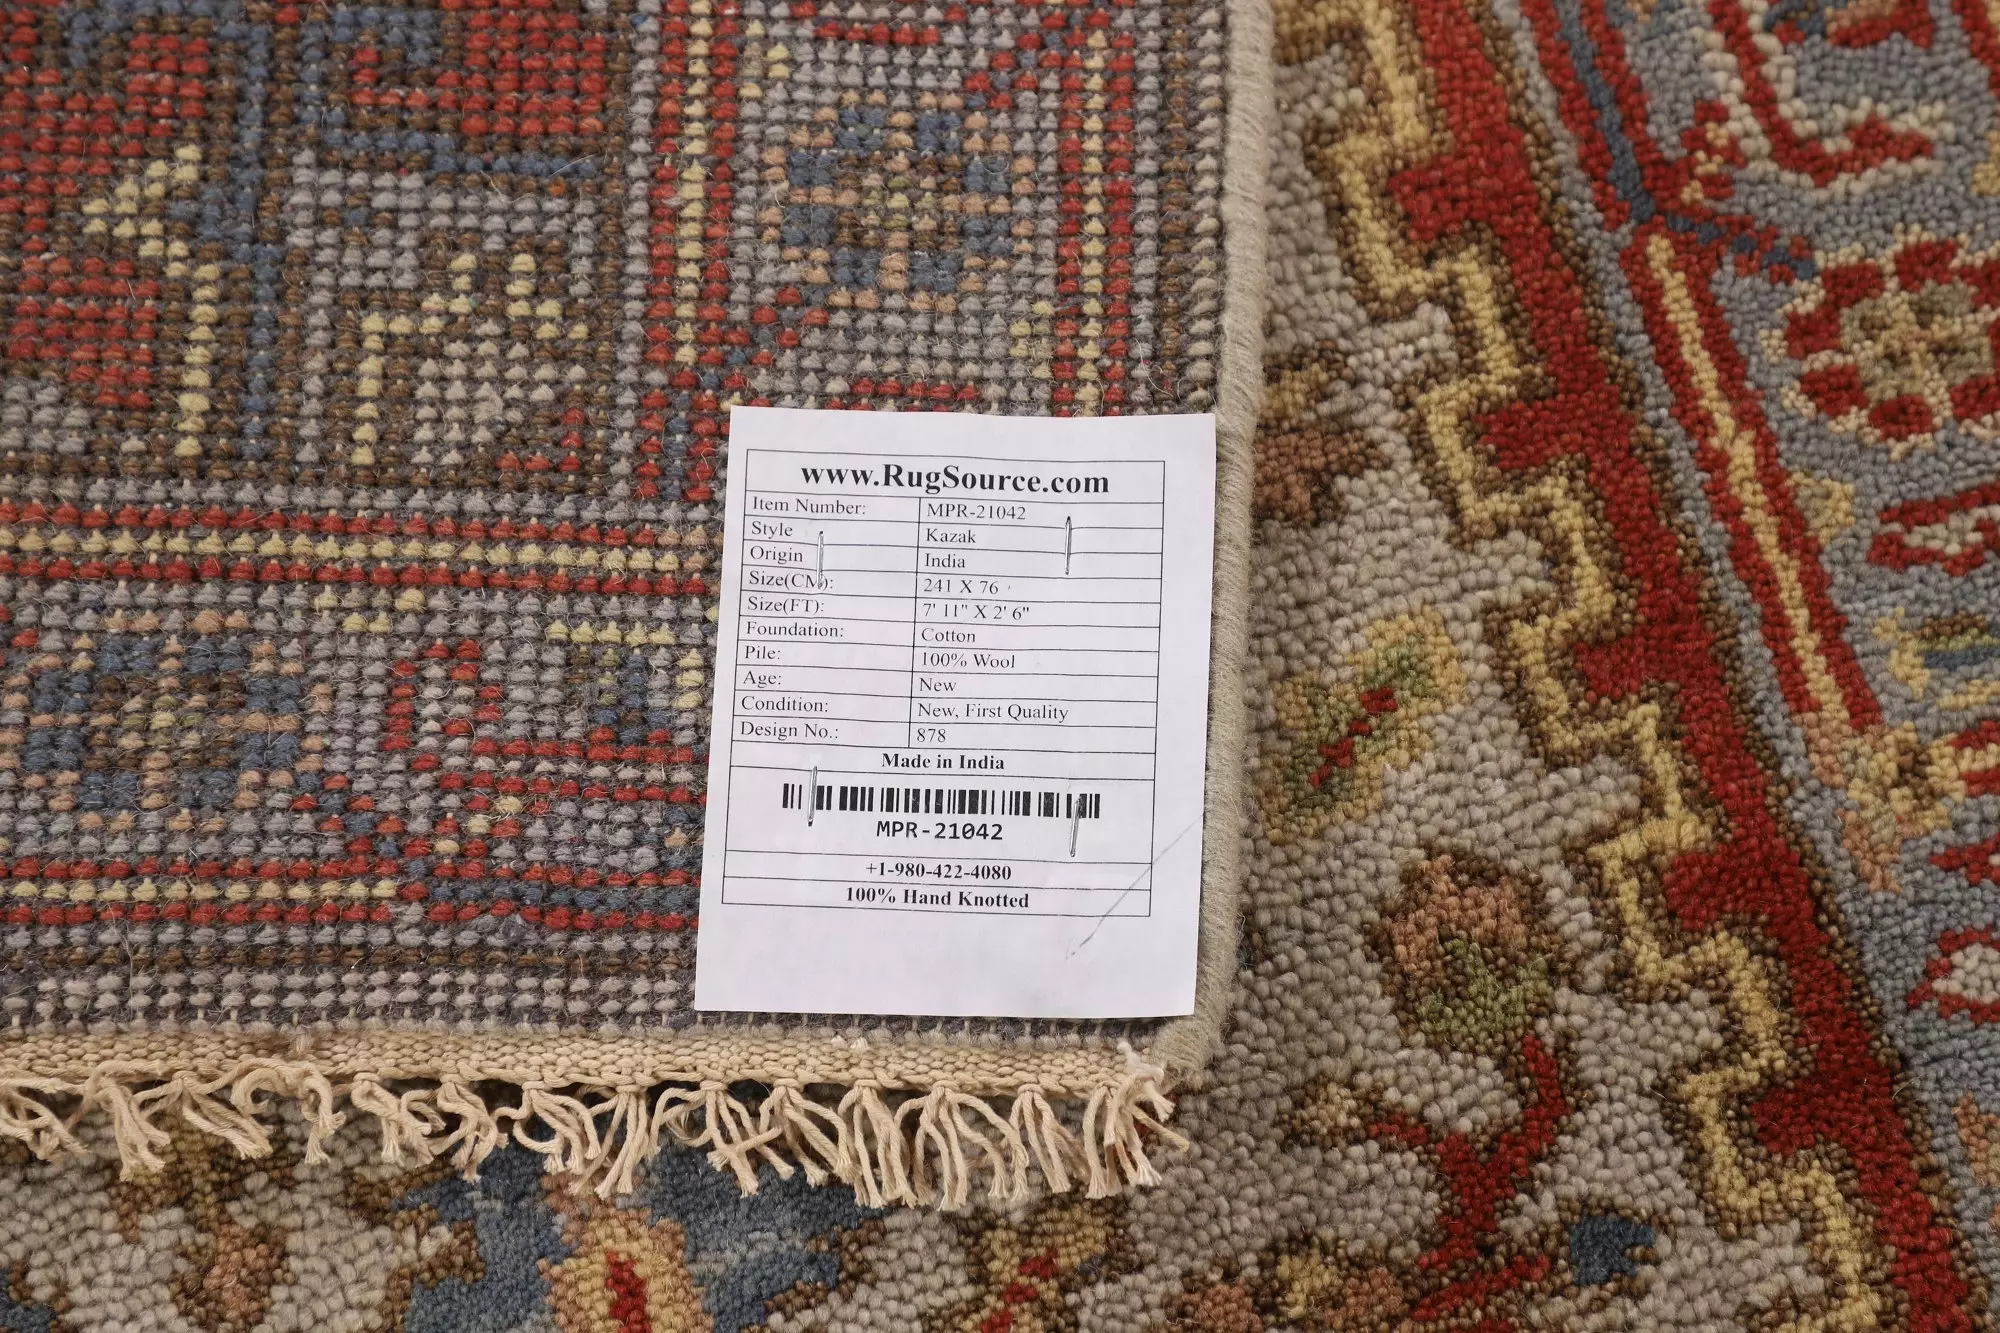 www.RugSource.com
Item Number: MPR-21042
Style Kazak
Origin India
Size(CM): 241 X 76
Size(FT): 7' 11" X 2' 6"
Foundation: Cotton
Pile: 100% Wool
Age: New
Condition: New, First Quality
Design No.: 878
Made in India
MPR-21042
+1-980-422-4080
100% Hand Knotted